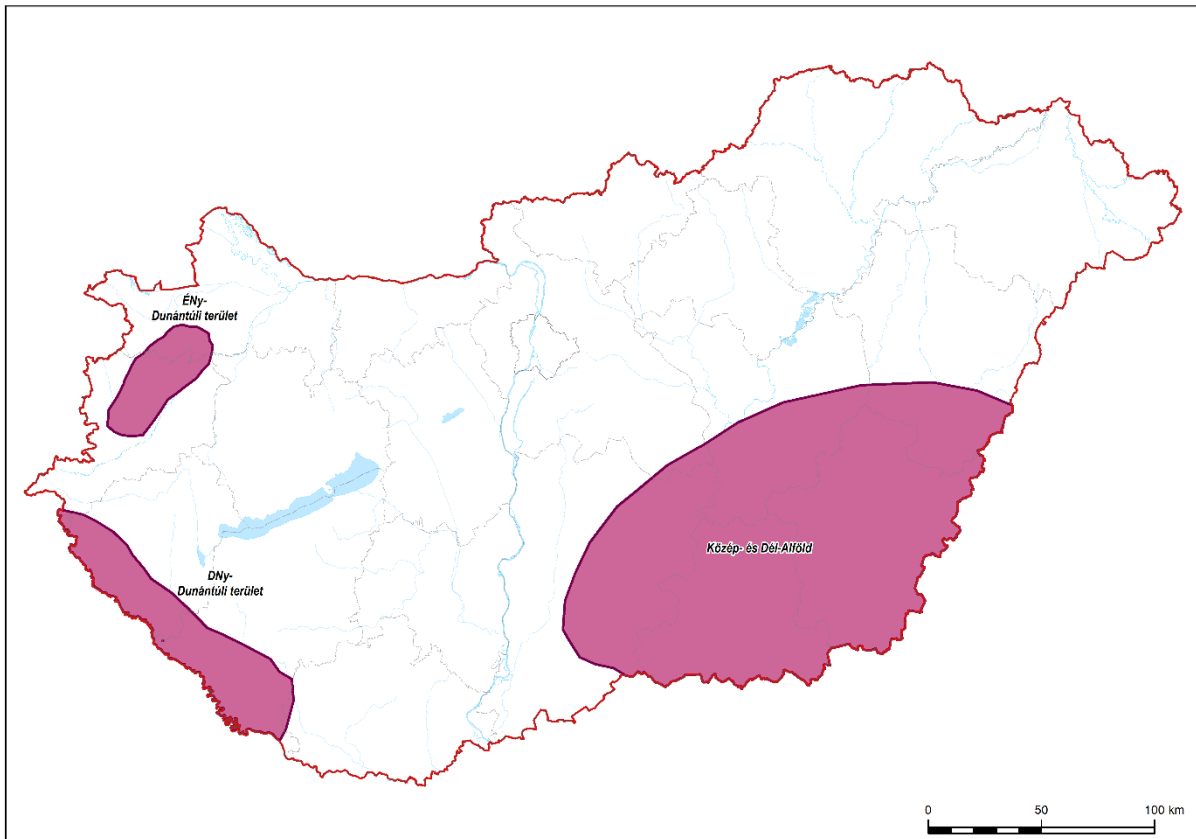 ÉNy-
Dunántúli terület
DNy-
Dunántúli terület
Közép- és Dél-Alföld
0 50 100 km